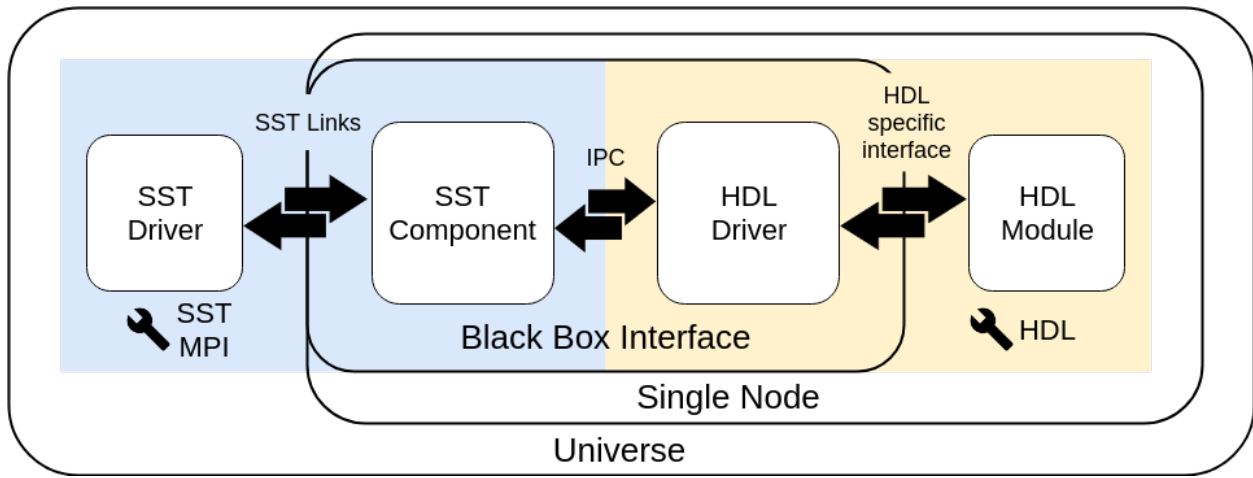 SST Links
HDL
specific
interface
IPC
SST
Driver
SST
Component
HDL
Driver
HDL
Module
SST
MPI
HDL
Black Box Interface
Single Node
Universe